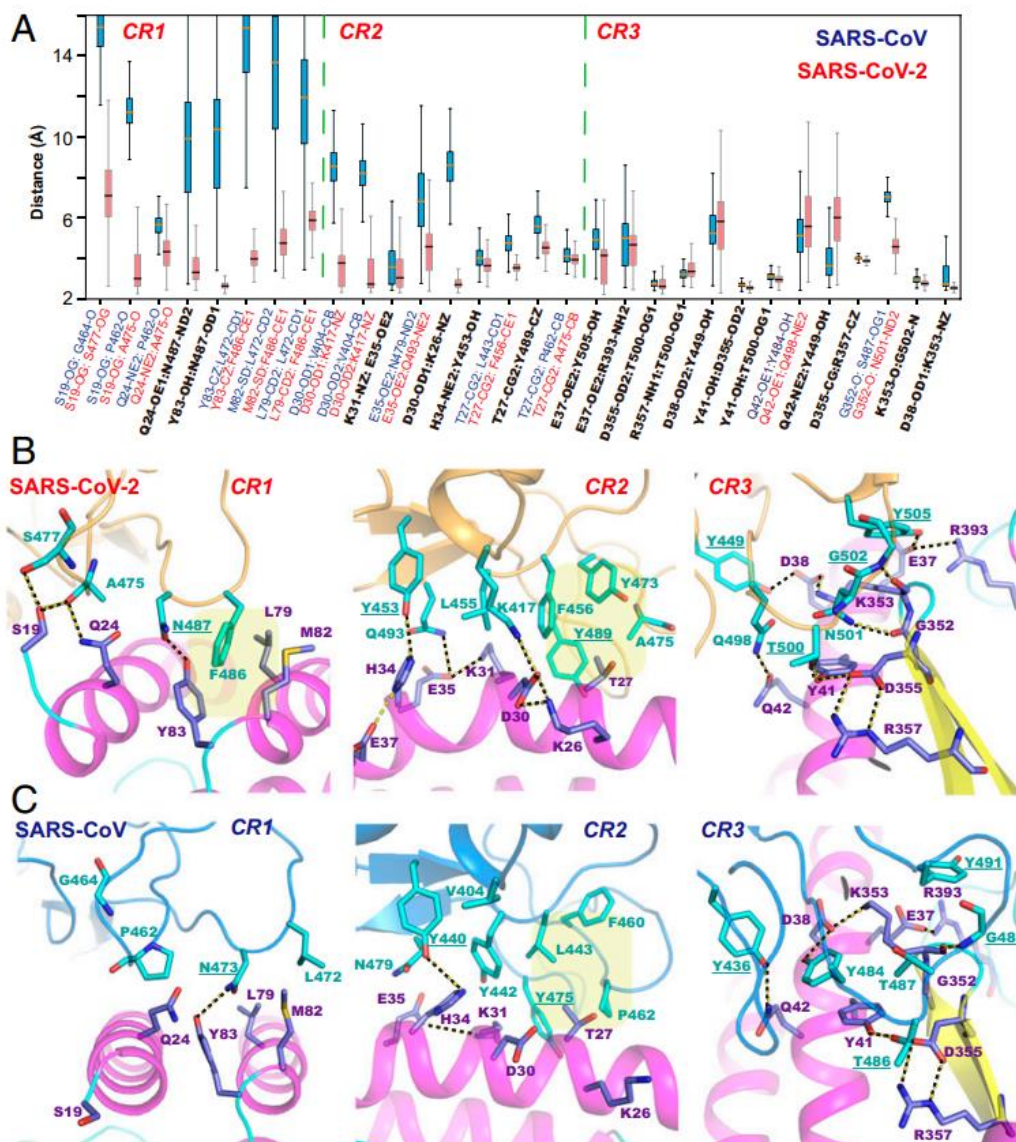 A
CR1
CR2
CR3
SARS-CoV
SARS-CoV-2
Distance (Å)
14
10
6
2
S19-OG: G464-O
S19-OG: S477-OG
S19-OG: P462-O
S19-OG: A475-O
Q24-NE2: P462-O
Q24-NE2:A475-O
Q24-OE1:N487-ND2
Y83-OH:N487-OD1
Y83-CZ:L472-CD1
Y83-CZ:F486-CE1
M82-SD:L472-CD2
M82-SD:F486-CE1
L79-CD2: L472-CD1
L79-1CD2: F486-CE1
D30-OD1:V404-CB
D30-OD1:K417-NZ
D30-OD2:V404-CB
D30-OD2:K417-NZ
K31-NZ: E35-OE2
E35-OE2:N479-ND2
E35-OE2:Q493-NE2
D30-OD1:K26-NZ
H34-NE2:Y453-OH
T27-CG2: L443-CD1
T27-CG2: F456-CE1
T27-CG2:Y489-CZ
T27-CG2: P462-CB
T27-CG2: A475-CB
E37-OE2:Y505-OH
E37-OE2:R393-NH2
D355-OD2:T500-OG1
R357-NH1:T500-OG1
D38-OD2:Y449-OH
Y41-OH:D355-OD2
Y41-OH:T500-OG1
Q42-OE1:Y484-OH
Q42-OE1:Q498-NE2
Q42-NE2:Y449-OH
D355-CG:R357-CZ
G352-O: S487-OG1
G352-O: N501-ND2
K353-O:G502-N
D38-OD1:K353-NZ
B
SARS-CoV-2
CR1
S477
A475
S19
Q24
N487
F486
L79
M82
Y83
CR2
Y453
L455
K417
F456
Y473
Q493
Y489
A475
H34
E35
K31
T27
D30
E37
K26
CR3
Y505
R393
Y449
D38
G502
E37
K353
N501
G352
Q498
T500
Y41
D355
Q42
R357
C
SARS-CoV
CR1
G464
P462
N473
L472
L79
M82
Q24
Y83
S19
CR2
V404
F460
Y440
N479
L443
Y442
Y475
E35
K31
P462
H34
T27
D30
K26
CR3
Y491
K353
R393
D38
E37
G48
Y436
Y484
T487
G352
Q42
Y41
D355
T486
R357